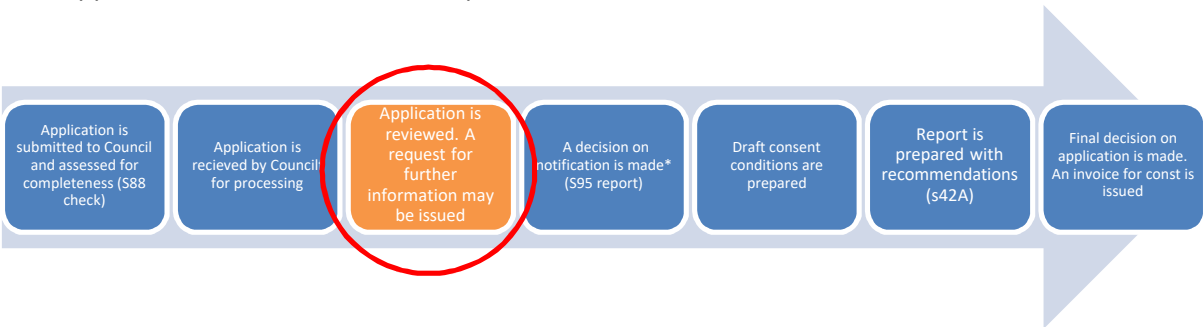 Application is
submitted to Council
and assessed for
completeness (S88
check)
Application is
recieved by Council
for processing
Application is
reviewed. A
request for
further
information may
be issued
A decision on
notification is made*
(S95 report)
Draft consent
conditions are
prepared
Report is
prepared with
recommendations
(s42A)
Final decision on
application is made.
An invoice for const is
issued